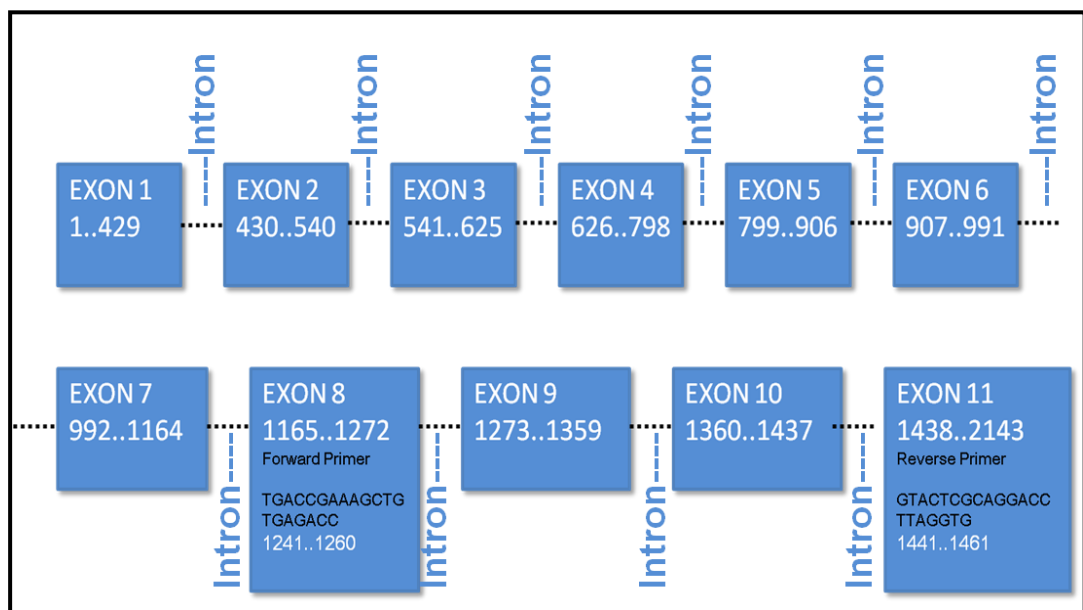 Intron
Intron
Intron
Intron
Intron
Intron
EXON 1
1..429
EXON 2
430..540
EXON 3
541..625
EXON 4
626..798
EXON 5
799..906
EXON 6
907..991
EXON 7
992..1164
EXON 8
1165..1272
Forward Primer
TGACCGAAAGCTG
TGAGACC
1241..1260
EXON 9
1273..1359
EXON 10
1360..1437
EXON 11
1438..2143
Reverse Primer
GTACTCGCAGGACC
TTAGGTG
1441..1461
Intron
Intron
Intron
Intron